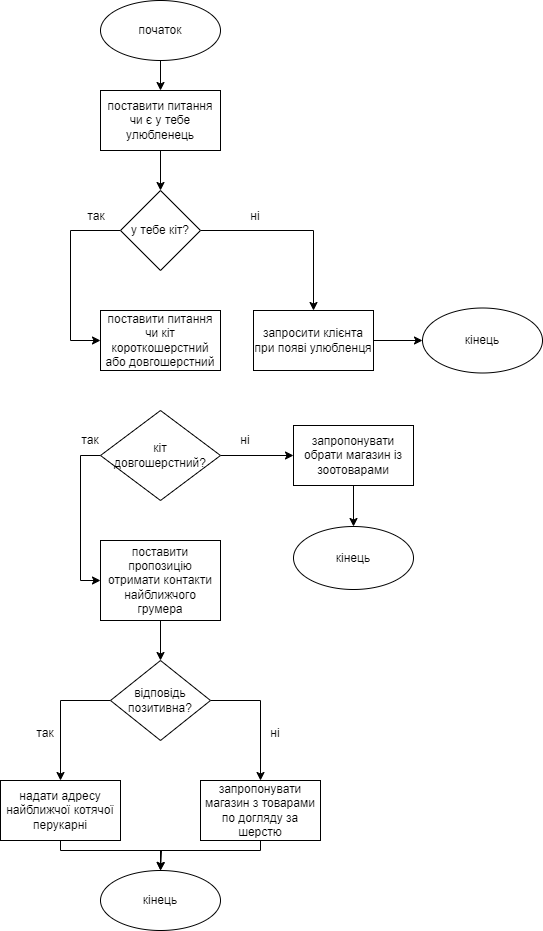 початок
поставити питання
чи є у тебе
улюбленець
так
ні
у тебе кіт?
поставити питання
чи кіт
короткошерстний
або довгошерстний
запросити клієнта
при появі улюбленця
кінець
так
кіт
довгошерстний?
ні
запропонувати
обрати магазин із
зоотоварами
кінець
поставити
пропозицію
отримати контакти
найближчого
грумера
відповідь
позитивна?
так
ні
надати адресу
найближчої котячої
перукарні
запропонувати
магазин з товарами
по догляду за
шерстю
кінець